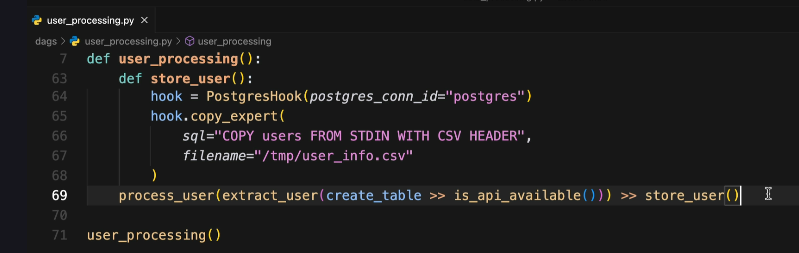 user_processing.py ×
dags > user_processing.py > user_processing
7 def user_processing():
63 def store_user():
64 hook = PostgresHook(postgres_conn_id="postgres")
65 hook.copy_expert(
66 sql="COPY users FROM STDIN WITH CSV HEADER",
67 filename="/tmp/user_info.csv"
68 )
69 process_user(extract_user(create_table >> is_api_available())) >> store_user()
70
71 user_processing()